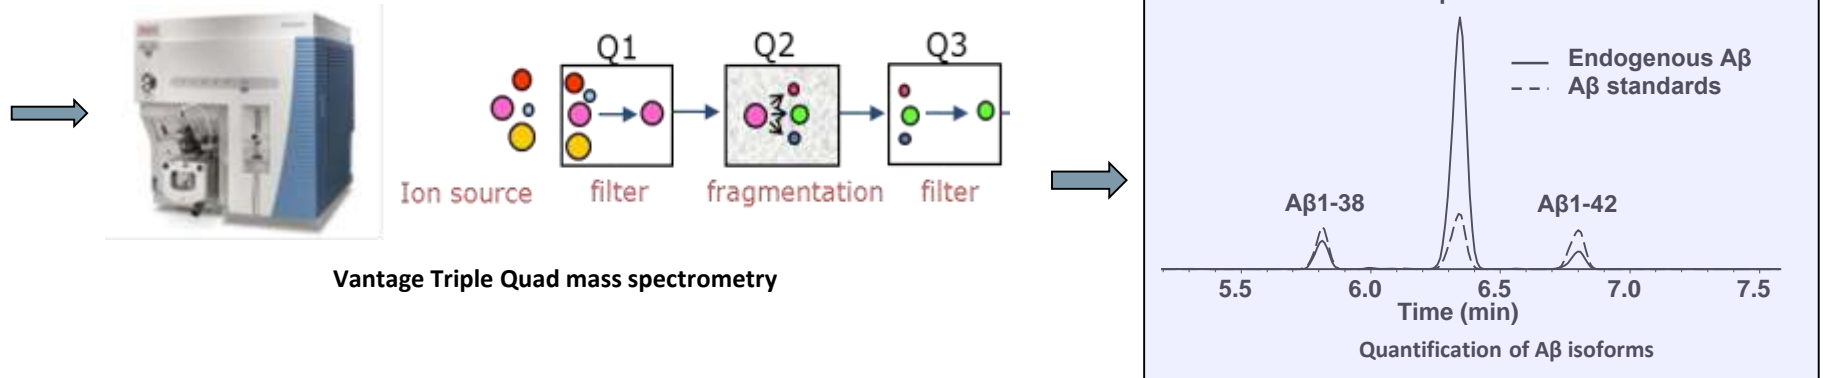 Q1
Q2
Q3
Ion source
filter
fragmentation
filter
Vantage Triple Quad mass spectrometry
Endogenous Aβ
Aβ standards
Aβ1-38
Aβ1-42
5.5
6.0
6.5
7.0
7.5
Time (min)
Quantification of Aβ isoforms